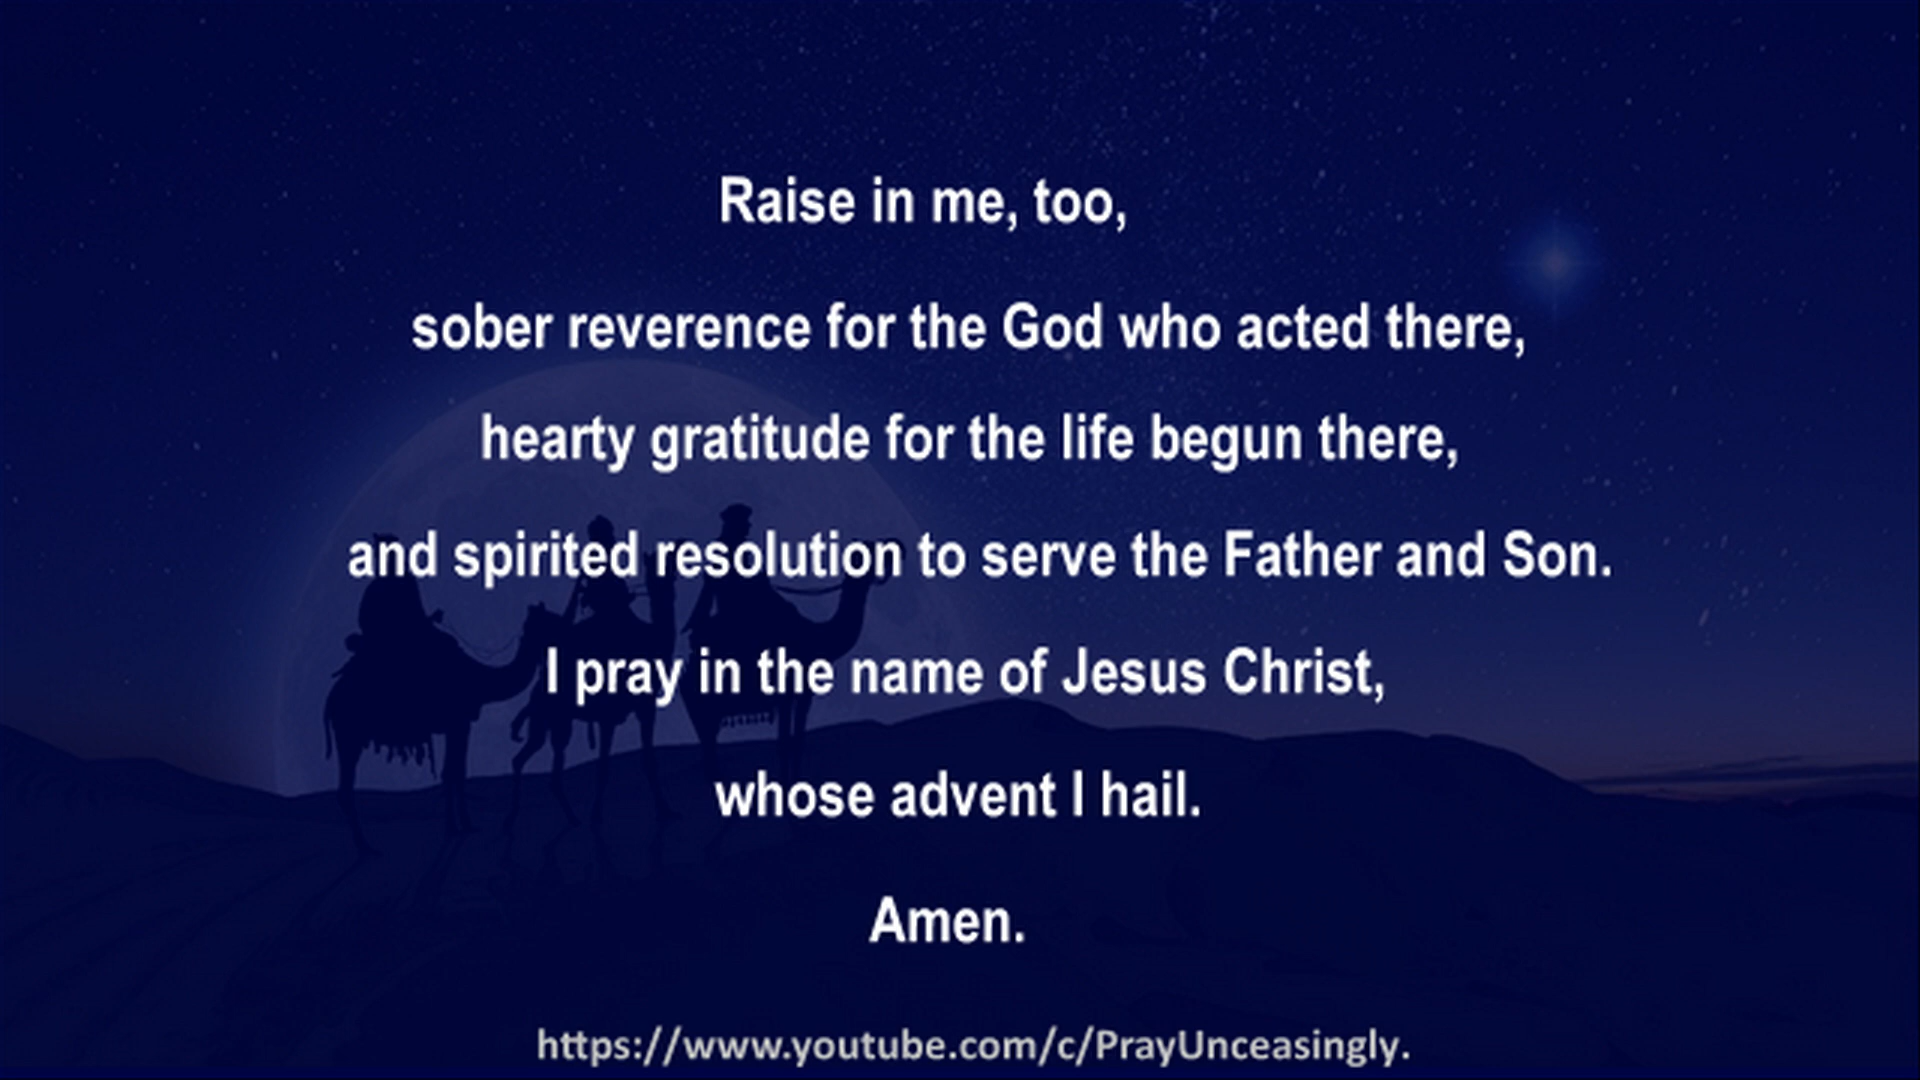 Raise in me, too,
sober reverence for the God who acted there,
hearty gratitude for the life begun there,
and spirited resolution to serve the Father and Son.
I pray in the name of Jesus Christ,
whose advent I hail.
Amen.
https://www.youtube.com/c/PrayUnceasingly.